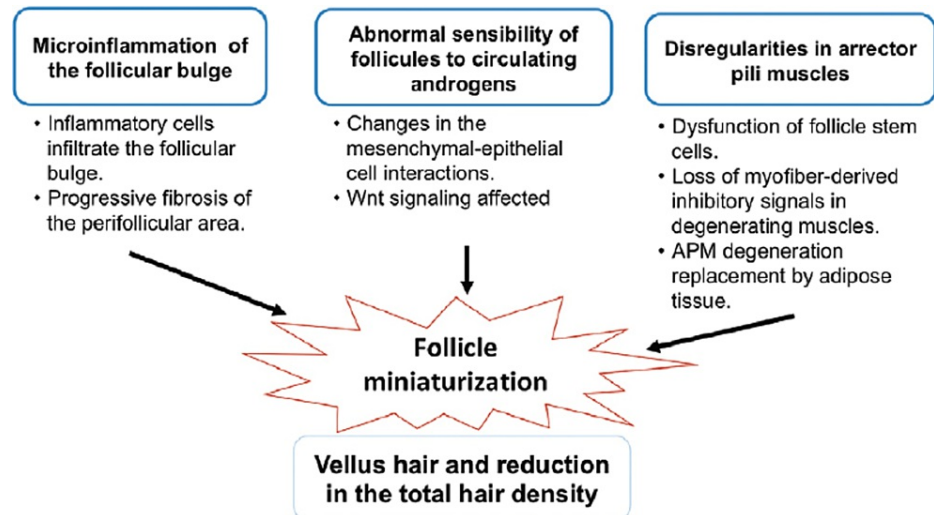 Microinflammation of
the follicular bulge
• Inflammatory cells
infiltrate the follicular
bulge.
• Progressive fibrosis of
the perifollicular area.
Abnormal sensibility of
follicules to circulating
androgens
• Changes in the
mesenchymal-epithelial
cell interactions.
• Wnt signaling affected
Disregularities in arrector
pili muscles
• Dysfunction of follicle stem
cells.
• Loss of myofiber-derived
inhibitory signals in
degenerating muscles.
• APM degeneration
replacement by adipose
tissue.
Follicle
miniaturization
Vellus hair and reduction
in the total hair density